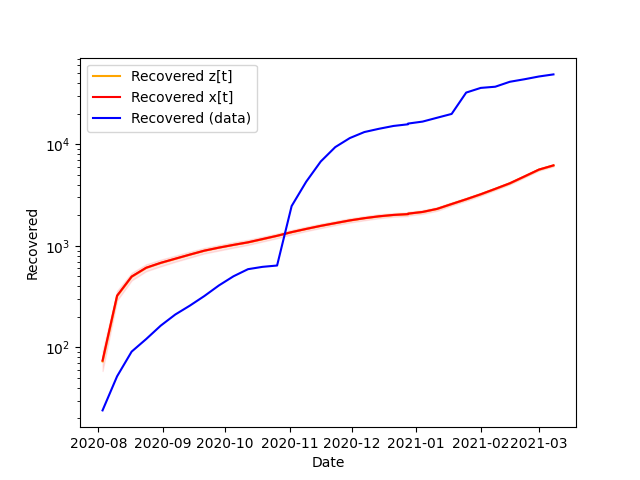 Recovered z[t]
Recovered x[t]
Recovered (data)
Recovered
10^4
10^3
10^2
2020-08 2020-09 2020-10 2020-11 2020-12 2021-01 2021-02 2021-03
Date